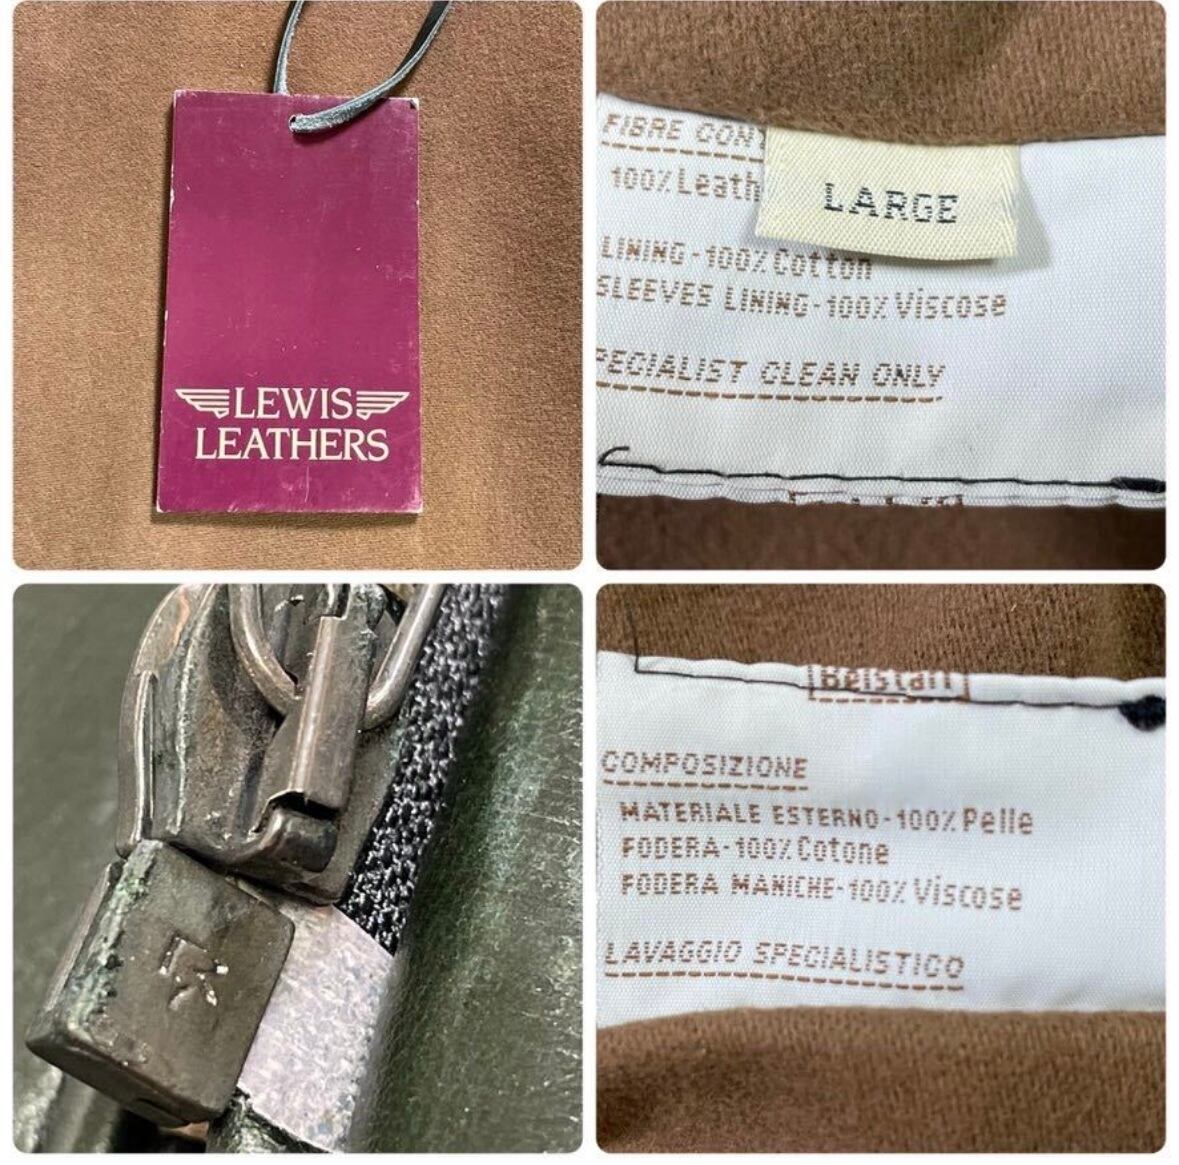 LEWIS
LEATHERS
FIBRE CON
100% Leath
LARGE
LINING-100% Cotton
SLEEVES LINING-100% Viscose
PECIALIST CLEAN ONLY
Belstaff
COMPOSIZIONE
MATERIALE ESTERNO-100% Pelle
FODERA-100% Cotone
FODERA MANICHE-100% Viscose
LAVAGGIO SPECIALISTICO